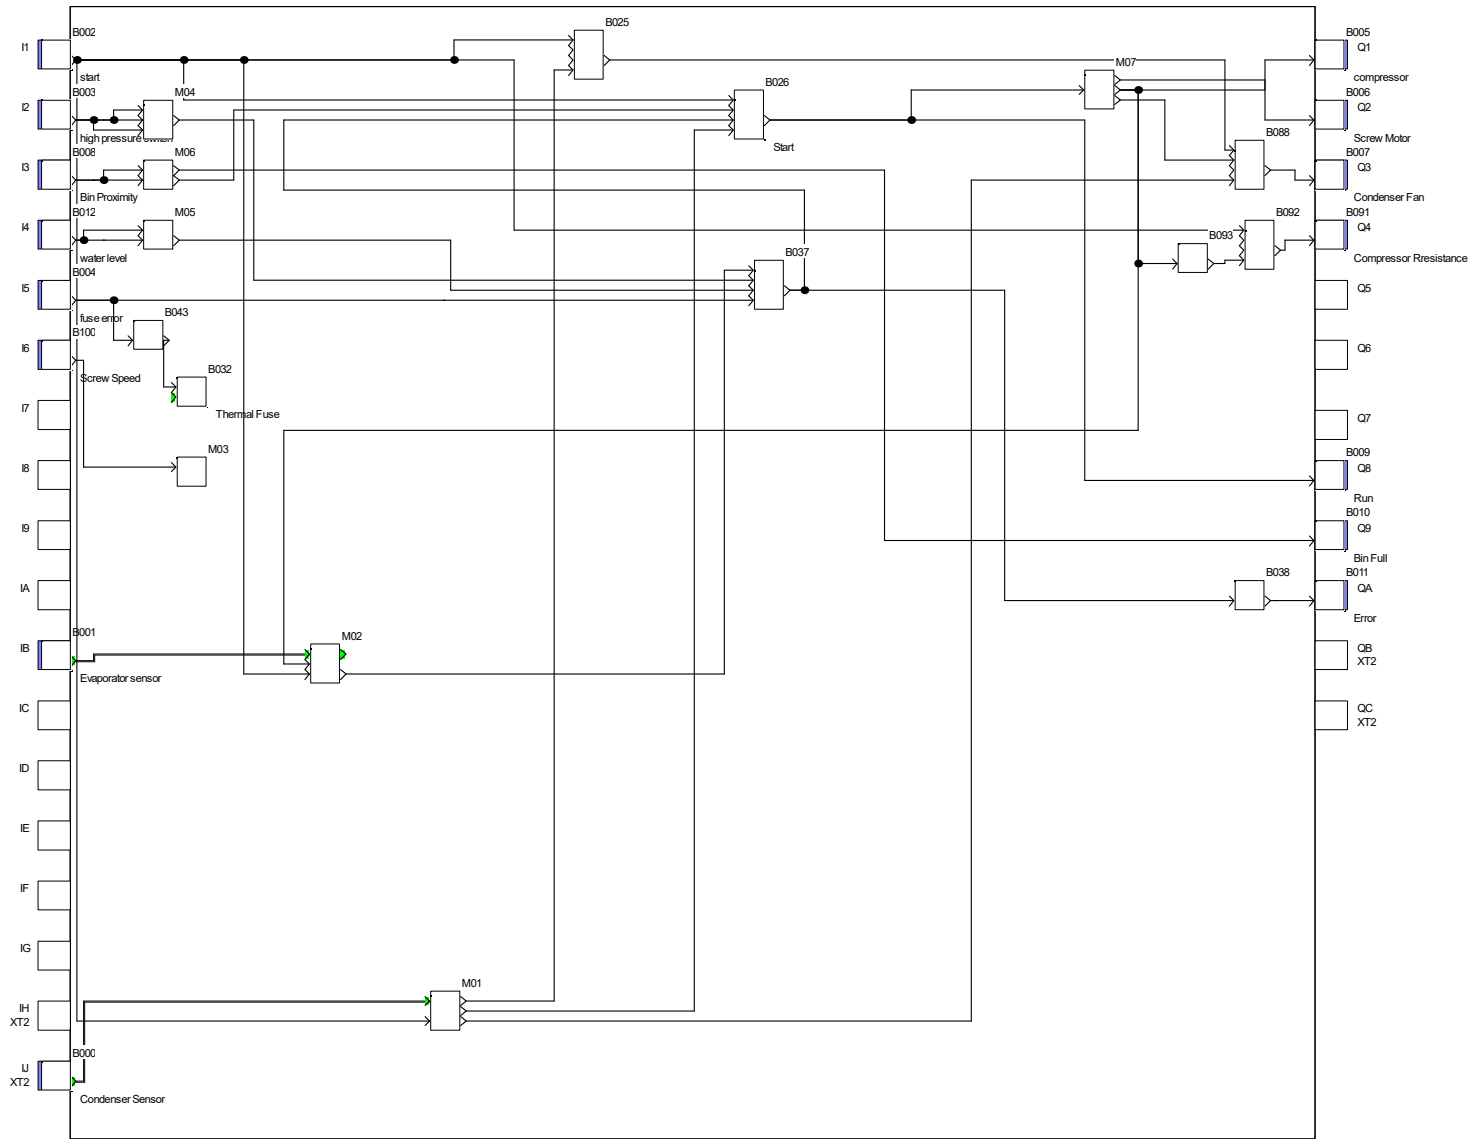 B002
I1
start
B003
I2
high pressure switch
B008
I3
Bin Proximity
B012
I4
water level
B004
I5
fuse error
B100
I6
Screw Speed
I7
I8
I9
IA
B001
IB
Evaporator sensor
IC
ID
IE
IF
IG
IH
XT2
B000
IJ
XT2
Condenser Sensor
M04
M06
M05
B043
B032
Thermal Fuse
M03
M02
M01
B025
B026
Start
B037
M07
B088
B092
B093
B038
B005
Q1
compressor
B006
Q2
Screw Motor
B007
Q3
Condenser Fan
B091
Q4
Compressor Rresistance
Q5
Q6
Q7
B009
Q8
Run
B010
Q9
Bin Full
B011
QA
Error
QB
XT2
QC
XT2